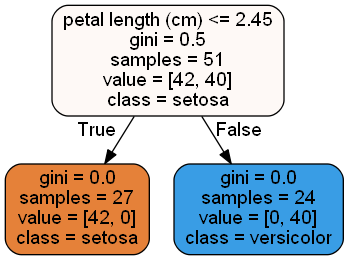 petal length (cm) <= 2.45
gini = 0.5
samples = 51
value = [42, 40]
class = setosa
True
False
gini = 0.0
samples = 27
value = [42, 0]
class = setosa
gini = 0.0
samples = 24
value = [0, 40]
class = versicolor